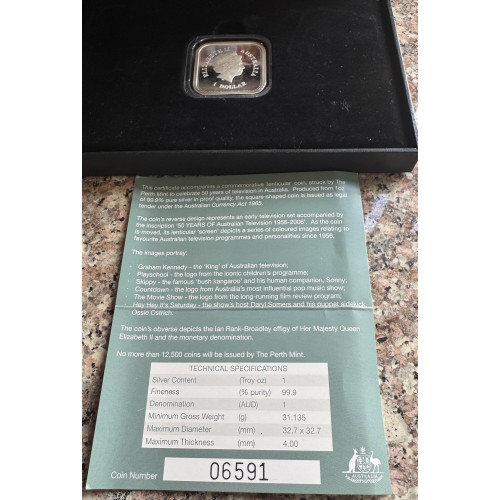 ELIZABETH II AUSTRALIA
1 DOLLAR
This certificate accompanies a commemorative 'lenticular' coin, struck by The
Perth Mint to celebrate 50 years of television in Australia. Produced from 1oz
of 99.9% pure silver in proof quality, the square-shaped coin is issued as legal
tender under the Australian Currency Act 1965.
The coin's reverse design represents an early television set accompanied by
the inscription '50 YEARS OF Australian Television 1956-2006'. As the coin
is moved, its lenticular 'screen' depicts a series of coloured images relating to
favourite Australian television programmes and personalities since 1956.
The images portray:
- Graham Kennedy - the 'King' of Australian television;
- Playschool - the logo from the iconic children's programme;
- Skippy - the famous 'bush kangaroo' and his human companion, Sonny;
- Countdown - the logo from Australia's most influential pop music show;
- The Movie Show - the logo from the long-running film review program;
- Hey Hey It's Saturday - the show's host Daryl Somers and his puppet sidekick
Ossie Ostrich.
The coin's obverse depicts the Ian Rank-Broadley effigy of Her Majesty Queen
Elizabeth II and the monetary denomination.
No more than 12,500 coins will be issued by The Perth Mint.
TECHNICAL SPECIFICATIONS
Silver Content (Troy oz) 1
Fineness (% purity) 99.9
Denomination (AUD) 1
Minimum Gross Weight (g) 31.135
Maximum Diameter (mm) 32.7 x 32.7
Maximum Thickness (mm) 4.00
Coin Number 06591
AUSTRALIA